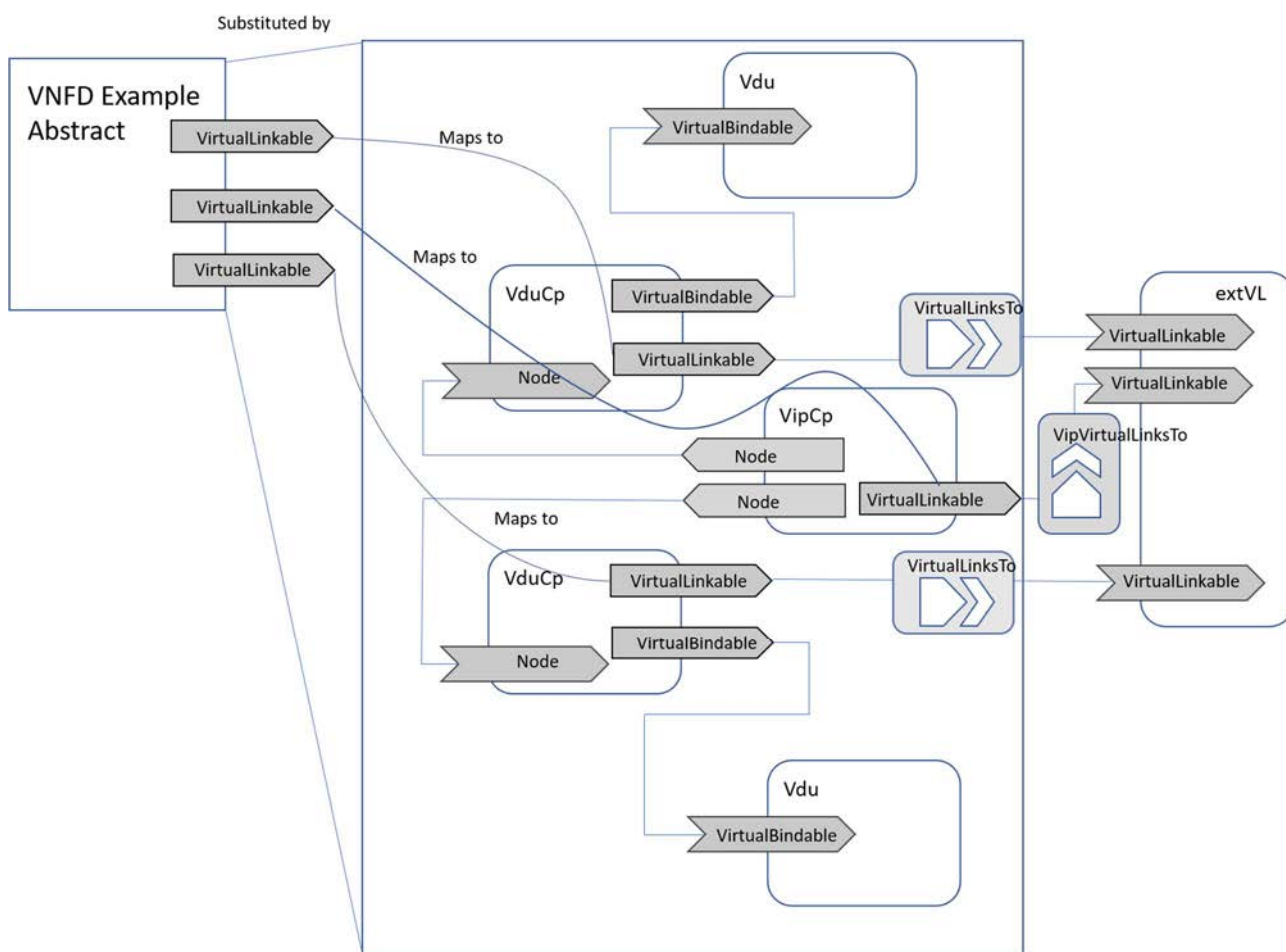 Substituted by
VNFD Example
Abstract
VirtualLinkable
VirtualLinkable
VirtualLinkable
Maps to
Maps to
Maps to
Vdu
VirtualBindable
VduCp
VirtualBindable
VirtualLinkable
Node
VirtualLinksTo
extVL
VirtualLinkable
VirtualLinkable
VipCp
Node
Node
VirtualLinkable
VipVirtualLinksTo
VduCp
VirtualLinkable
VirtualBindable
Node
VirtualLinksTo
VirtualLinkable
Vdu
VirtualBindable